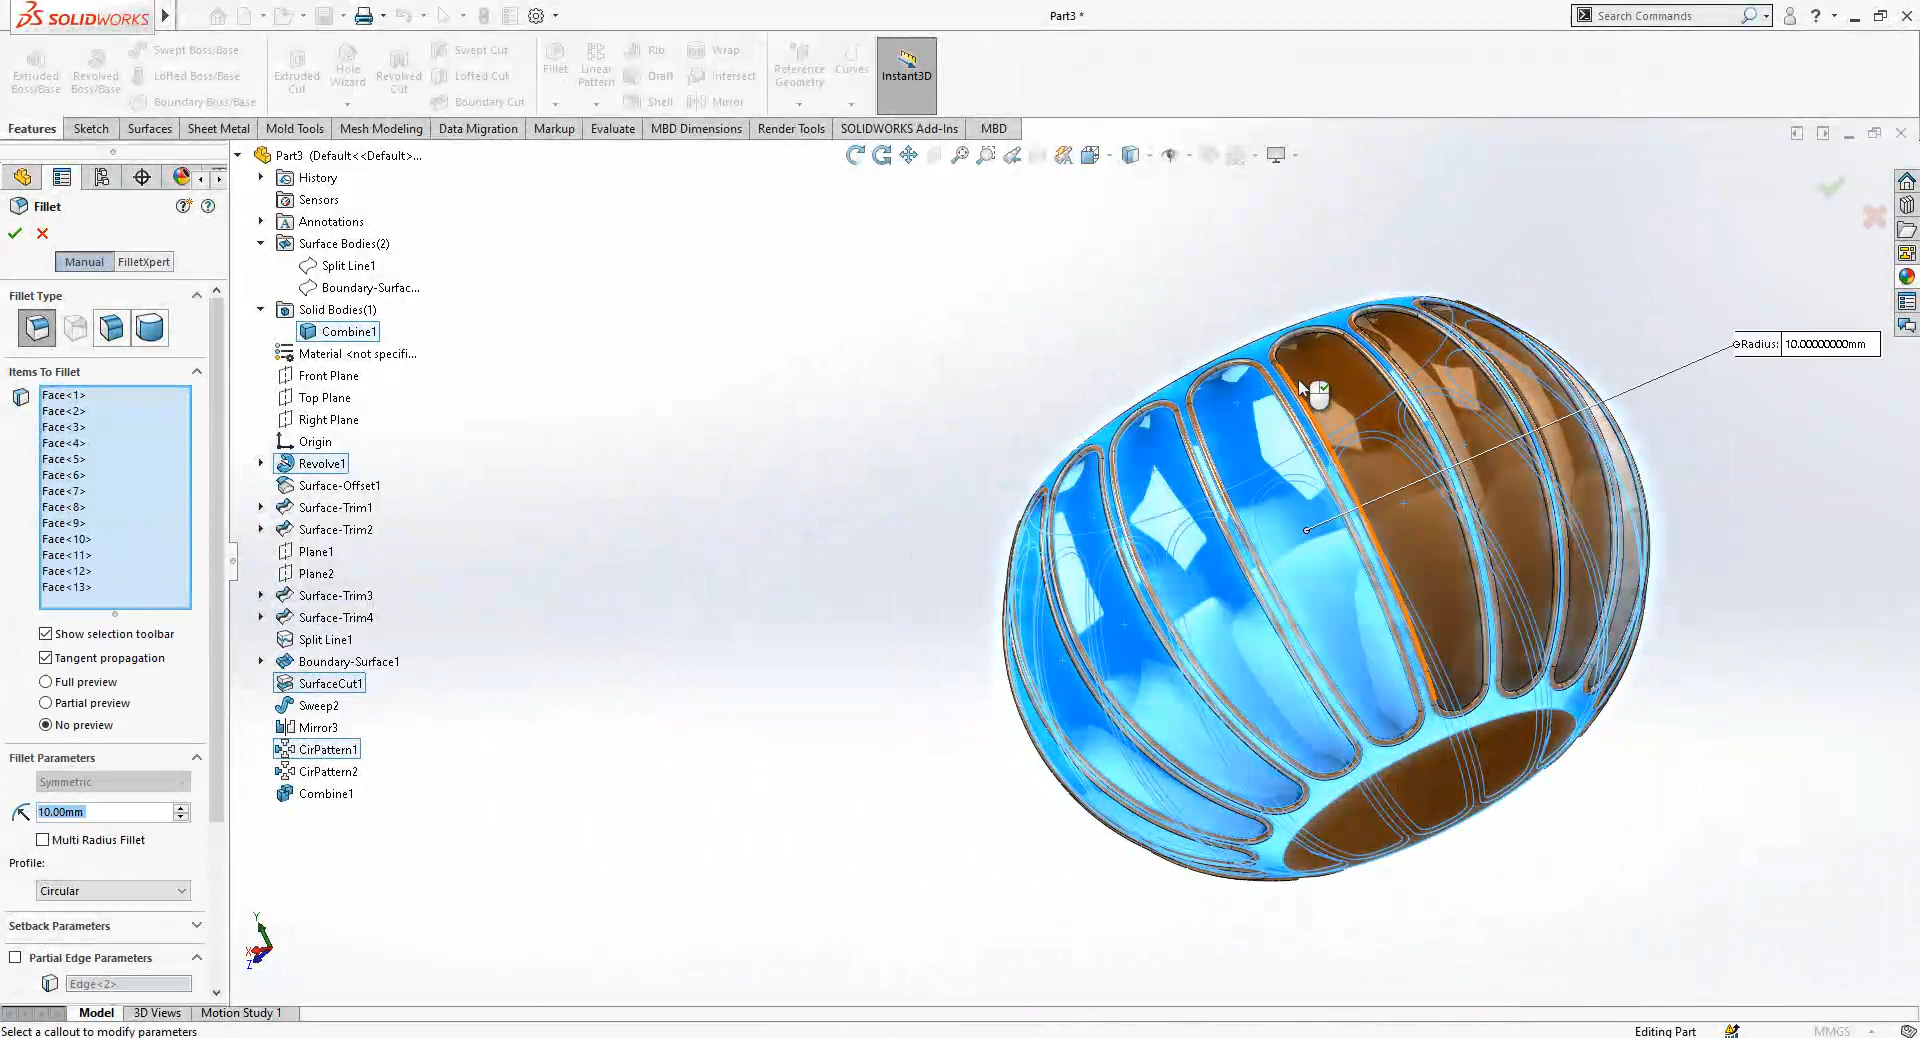 SOLIDWORKS
Part3 *
Search Commands
?
Extruded Boss/Base
Revolved Boss/Base
Swept Boss/Base
Lofted Boss/Base
Boundary Boss/Base
Extruded Cut
Hole Wizard
Revolved Cut
Swept Cut
Lofted Cut
Boundary Cut
Fillet
Linear Pattern
Rib
Draft
Shell
Wrap
Intersect
Mirror
Reference Geometry
Curves
Instant3D
Features
Sketch
Surfaces
Sheet Metal
Mold Tools
Mesh Modeling
Data Migration
Markup
Evaluate
MBD Dimensions
Render Tools
SOLIDWORKS Add-Ins
MBD
Fillet
Manual
FilletXpert
Fillet Type
Items To Fillet
Face<1>
Face<2>
Face<3>
Face<4>
Face<5>
Face<6>
Face<7>
Face<8>
Face<9>
Face<10>
Face<11>
Face<12>
Face<13>
Show selection toolbar
Tangent propagation
Full preview
Partial preview
No preview
Fillet Parameters
Symmetric
10.00mm
Multi Radius Fillet
Profile:
Circular
Setback Parameters
Partial Edge Parameters
Edge<2>
Part3 (Default<<Default>...
History
Sensors
Annotations
Surface Bodies(2)
Split Line1
Boundary-Surfac...
Solid Bodies(1)
Combine1
Material <not specifi...
Front Plane
Top Plane
Right Plane
Origin
Revolve1
Surface-Offset1
Surface-Trim1
Surface-Trim2
Plane1
Plane2
Surface-Trim3
Surface-Trim4
Split Line1
Boundary-Surface1
SurfaceCut1
Sweep2
Mirror3
CirPattern1
CirPattern2
Combine1
Radius: 10.00000000mm
Y
X
Z
Model
3D Views
Motion Study 1
Select a callout to modify parameters
Editing Part
MMGS